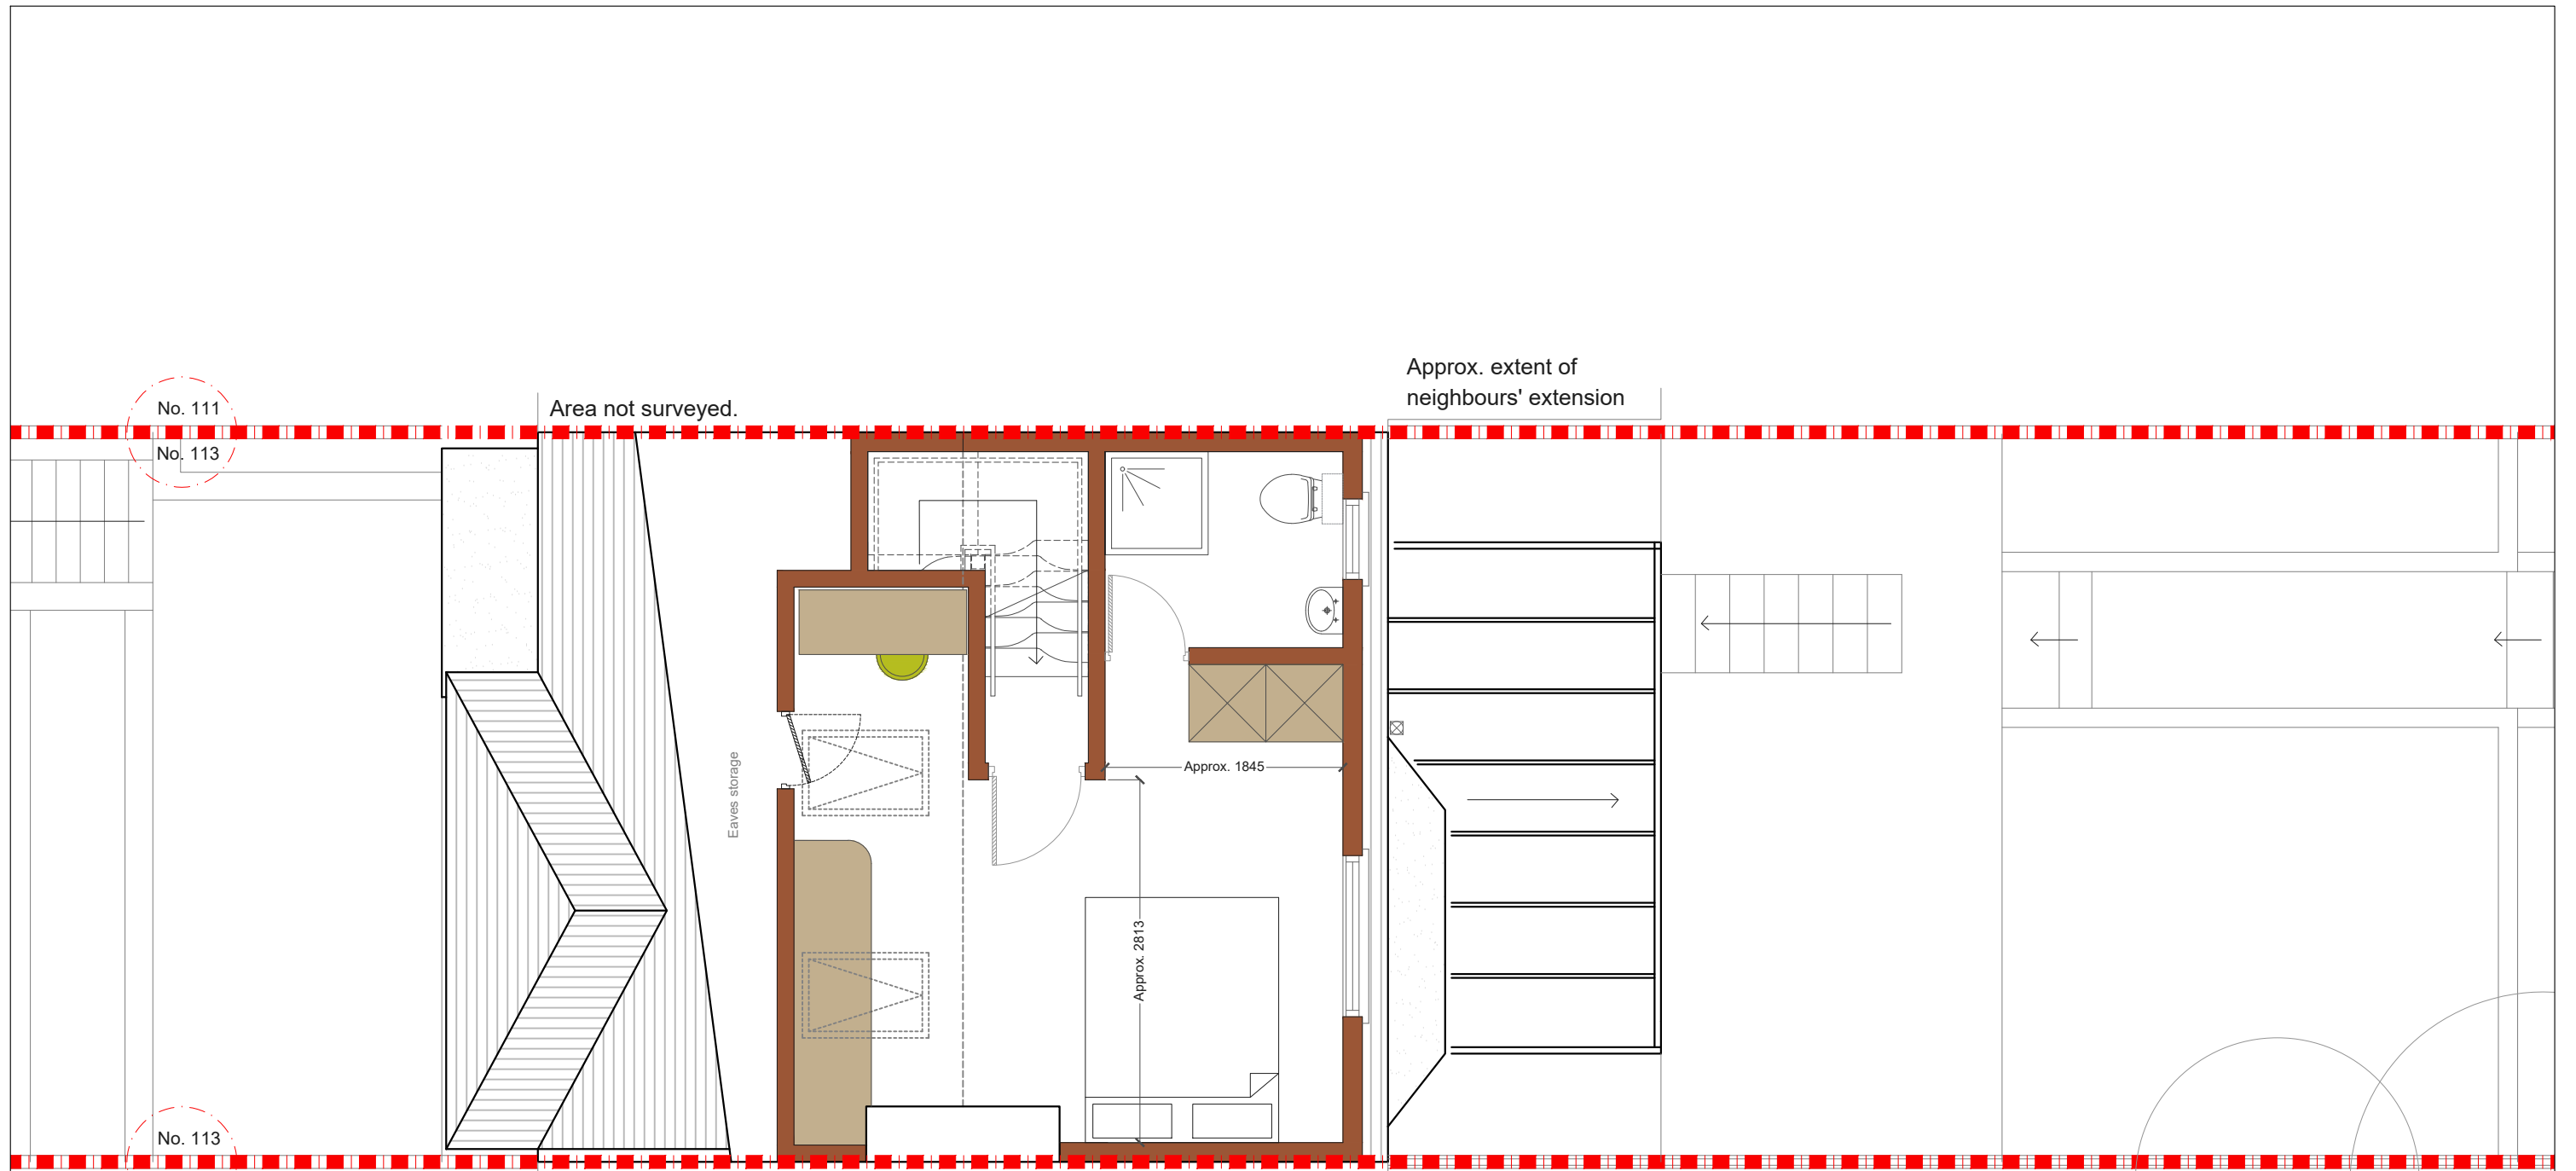 Approx. extent of
neighbours' extension
No. 111
Area not surveyed.
No. 113
Eaves storage
Approx. 1845
Approx. 2813
No. 113